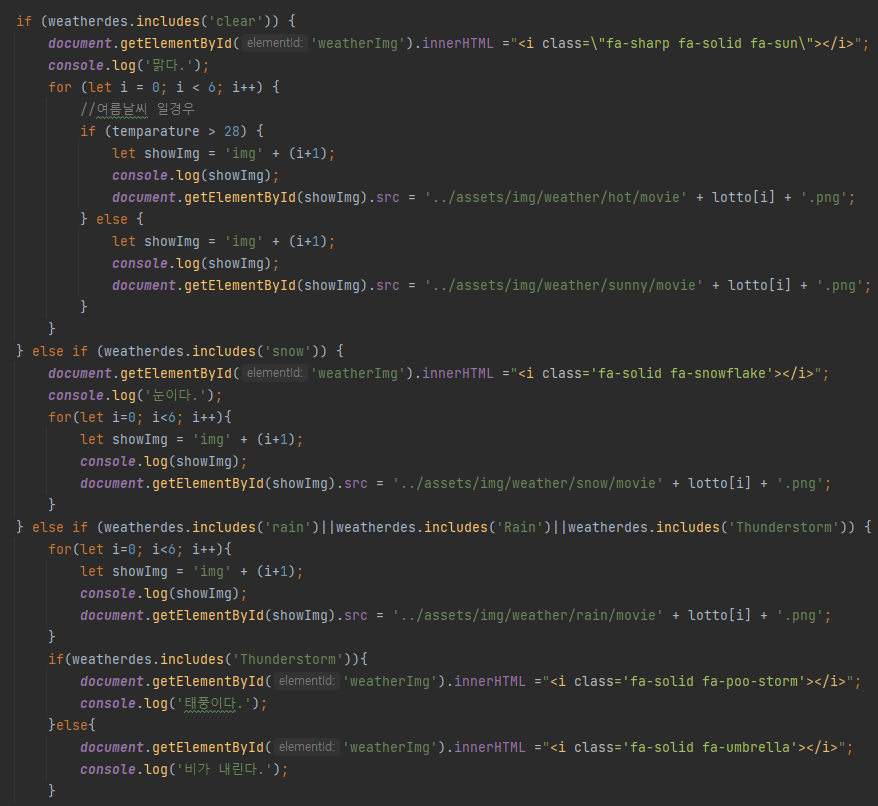 if (weatherdes.includes('clear')) {
document.getElementById( elementId: 'weatherImg').innerHTML ="<i class=\"fa-sharp fa-solid fa-sun\"></i>";
console.log('맑다.');
for (let i = 0; i < 6; i++) {
//여름날씨 일경우
if (temparature > 28) {
let showImg = 'img' + (i+1);
console.log(showImg);
document.getElementById(showImg).src = '../assets/img/weather/hot/movie' + lotto[i] + '.png';
} else {
let showImg = 'img' + (i+1);
console.log(showImg);
document.getElementById(showImg).src = '../assets/img/weather/sunny/movie' + lotto[i] + '.png';
}
}
} else if (weatherdes.includes('snow')) {
document.getElementById( elementId: 'weatherImg').innerHTML ="<i class='fa-solid fa-snowflake'></i>";
console.log('눈이다.');
for(let i=0; i<6; i++){
let showImg = 'img' + (i+1);
console.log(showImg);
document.getElementById(showImg).src = '../assets/img/weather/snow/movie' + lotto[i] + '.png';
}
} else if (weatherdes.includes('rain')||weatherdes.includes('Rain')||weatherdes.includes('Thunderstorm')) {
for(let i=0; i<6; i++){
let showImg = 'img' + (i+1);
console.log(showImg);
document.getElementById(showImg).src = '../assets/img/weather/rain/movie' + lotto[i] + '.png';
}
if(weatherdes.includes('Thunderstorm')){
document.getElementById( elementId: 'weatherImg').innerHTML ="<i class='fa-solid fa-poo-storm'></i>";
console.log('태풍이다.');
}else{
document.getElementById( elementId: 'weatherImg').innerHTML ="<i class='fa-solid fa-umbrella'></i>";
console.log('비가 내린다.');
}